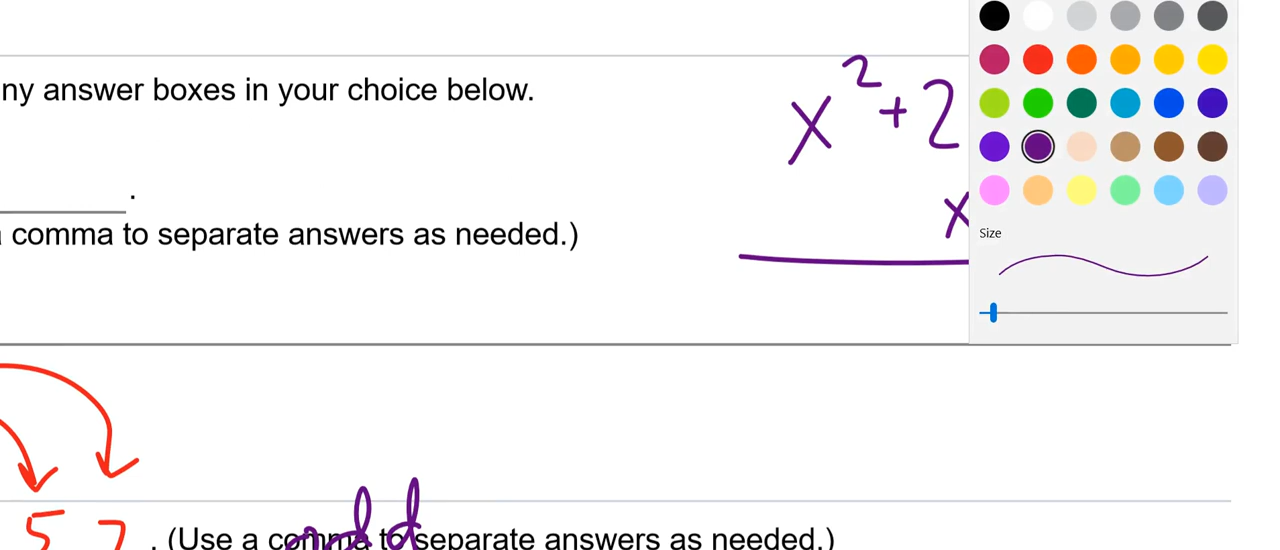 ny answer boxes in your choice below.
x²+2
.
comma to separate answers as needed.)
x
Size
5 7 . (Use a comma to separate answers as needed.)
odd